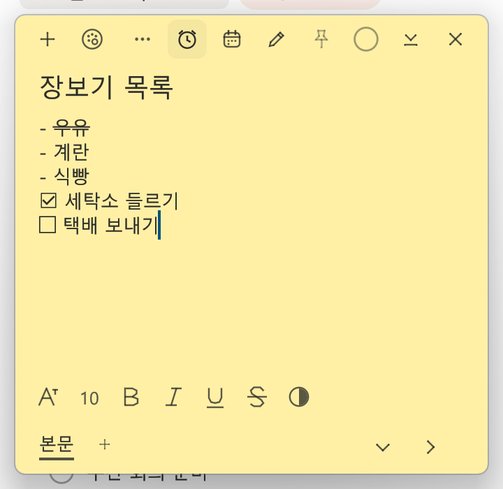 장보기 목록
- 우유
- 계란
- 식빵
☑ 세탁소 들르기
☐ 택배 보내기
10 B I U S
본문 +